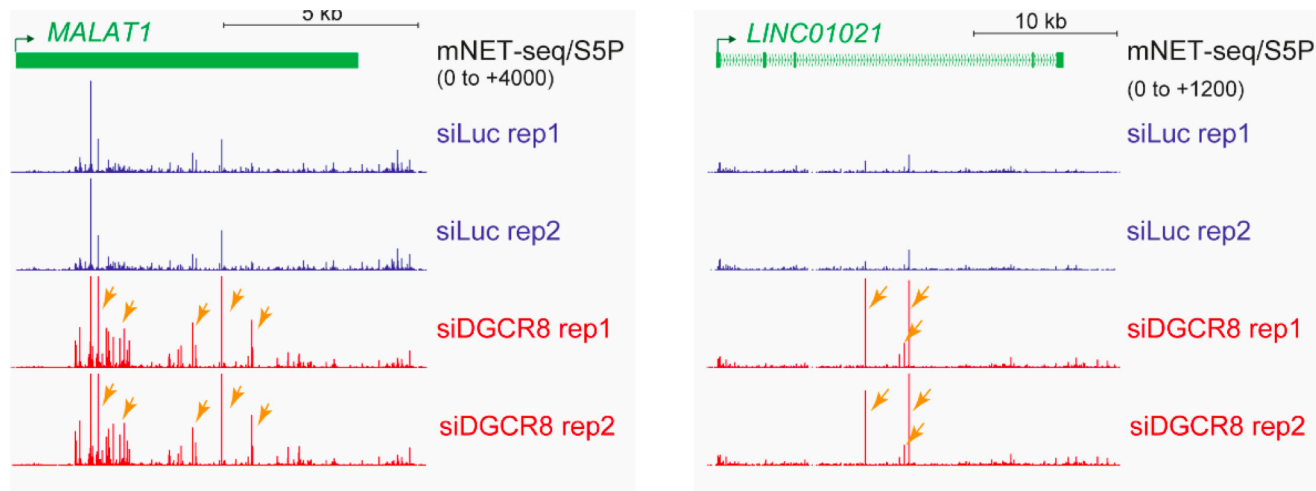 5 kb
MALAT1
mNET-seq/S5P
(0 to +4000)
siLuc rep1
siLuc rep2
siDGCR8 rep1
siDGCR8 rep2
10 kb
LINC01021
mNET-seq/S5P
(0 to +1200)
siLuc rep1
siLuc rep2
siDGCR8 rep1
siDGCR8 rep2